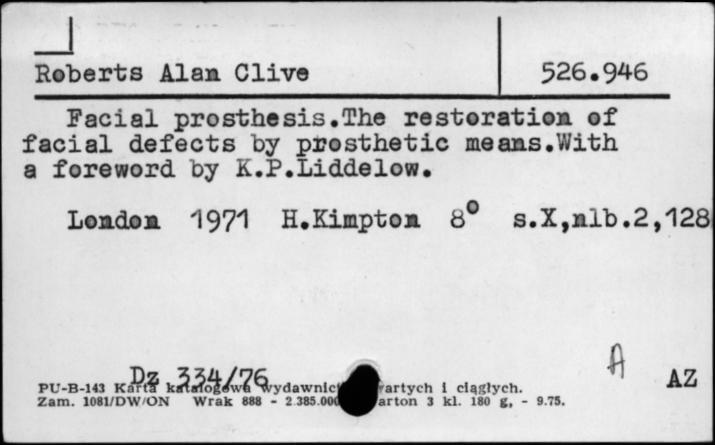 Roberts Alan Clive 526.946
Facial prosthesis.The restoration of
facial defects by prosthetic means.With
a foreword by K.P.Liddelow.
London 1971 H.Kimpton 8° s.X,nlb.2,128
A
Dz 334/76 AZ
PU-B-143 Karta katalogowa wydawnic artych i ciągłych.
Zam. 1081/DW/ON Wrak 888 - 2.385.000 arton 3 kl. 180 g, - 9.75.